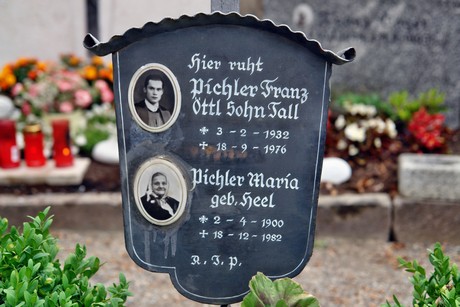 Hier ruht
Pichler Franz
Öttl Sohn Tall
✣ 3 - 2 - 1932
✝ 18 - 9 - 1976
Pichler Maria
geb. Heel
✣ 2 - 4 - 1900
✝ 18 - 12 - 1982
R. I. P.